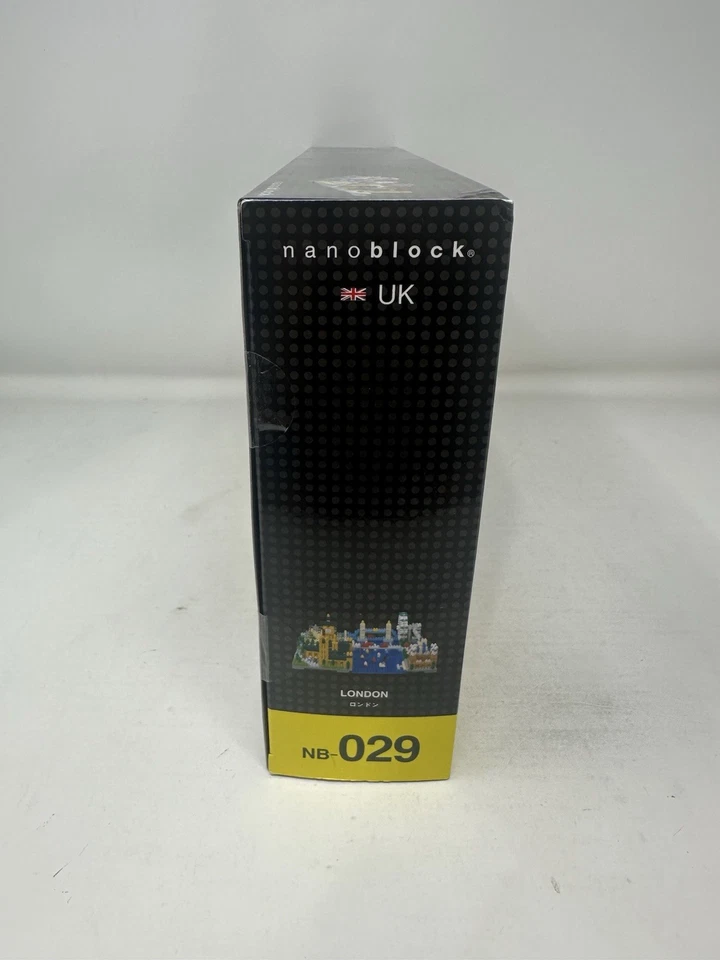 nanoblock®
UK
LONDON
ロンドン
NB-029